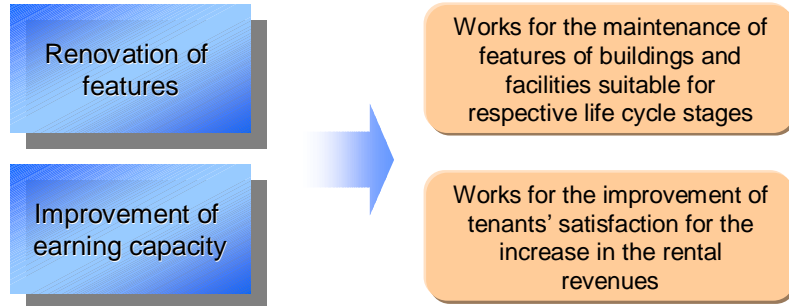 Renovation of
features
Works for the maintenance of
features of buildings and
facilities suitable for
respective life cycle stages
Improvement of
earning capacity
Works for the improvement of
tenants’ satisfaction for the
increase in the rental
revenues